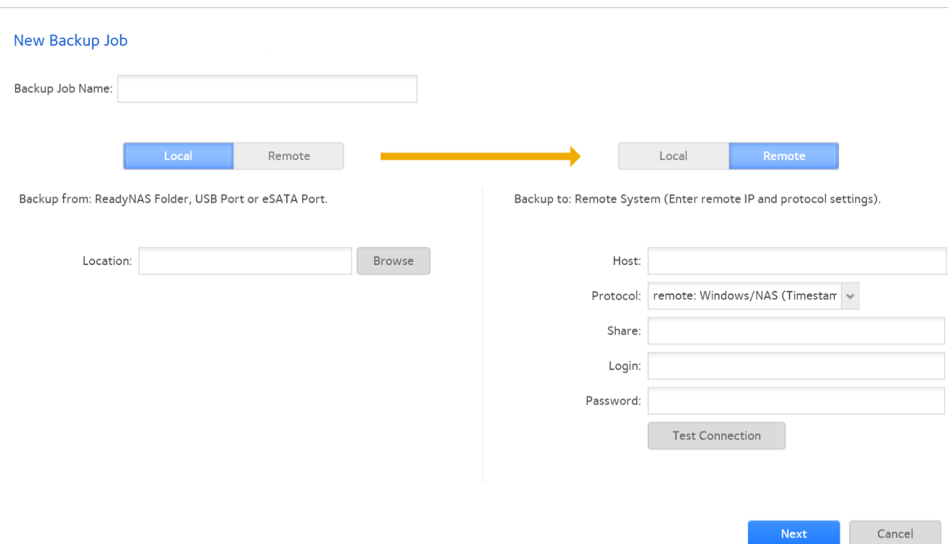 New Backup Job
Backup Job Name:
Local Remote Local Remote
Backup from: ReadyNAS Folder, USB Port or eSATA Port.
Backup to: Remote System (Enter remote IP and protocol settings).
Location: Browse
Host:
Protocol: remote: Windows/NAS (Timestam
Share:
Login:
Password:
Test Connection
Next Cancel